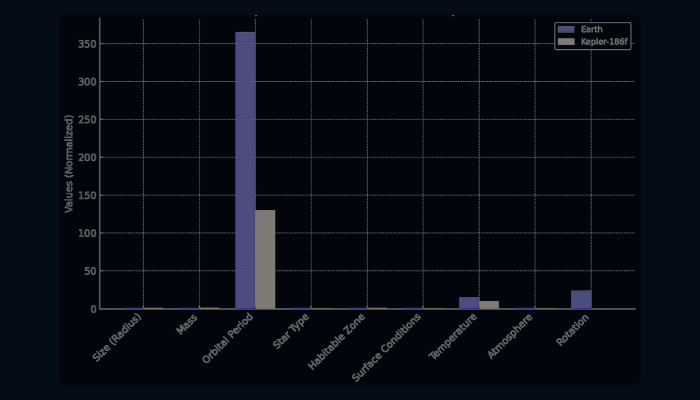 Earth
Kepler-186f
Values (Normalized)
350
300
250
200
150
100
50
0
Size (Radius)
Mass
Orbital Period
Star Type
Habitable Zone
Surface Conditions
Temperature
Atmosphere
Rotation